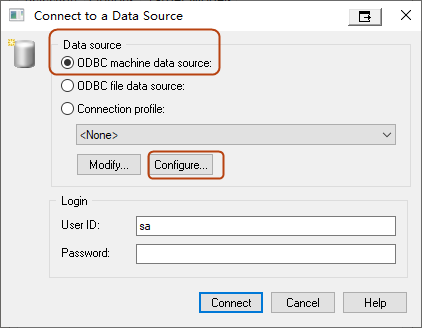 Connect to a Data Source
Data source
ODBC machine data source:
ODBC file data source:
Connection profile:
<None>
Modify... Configure...
Login
User ID: sa
Password:
Connect Cancel Help